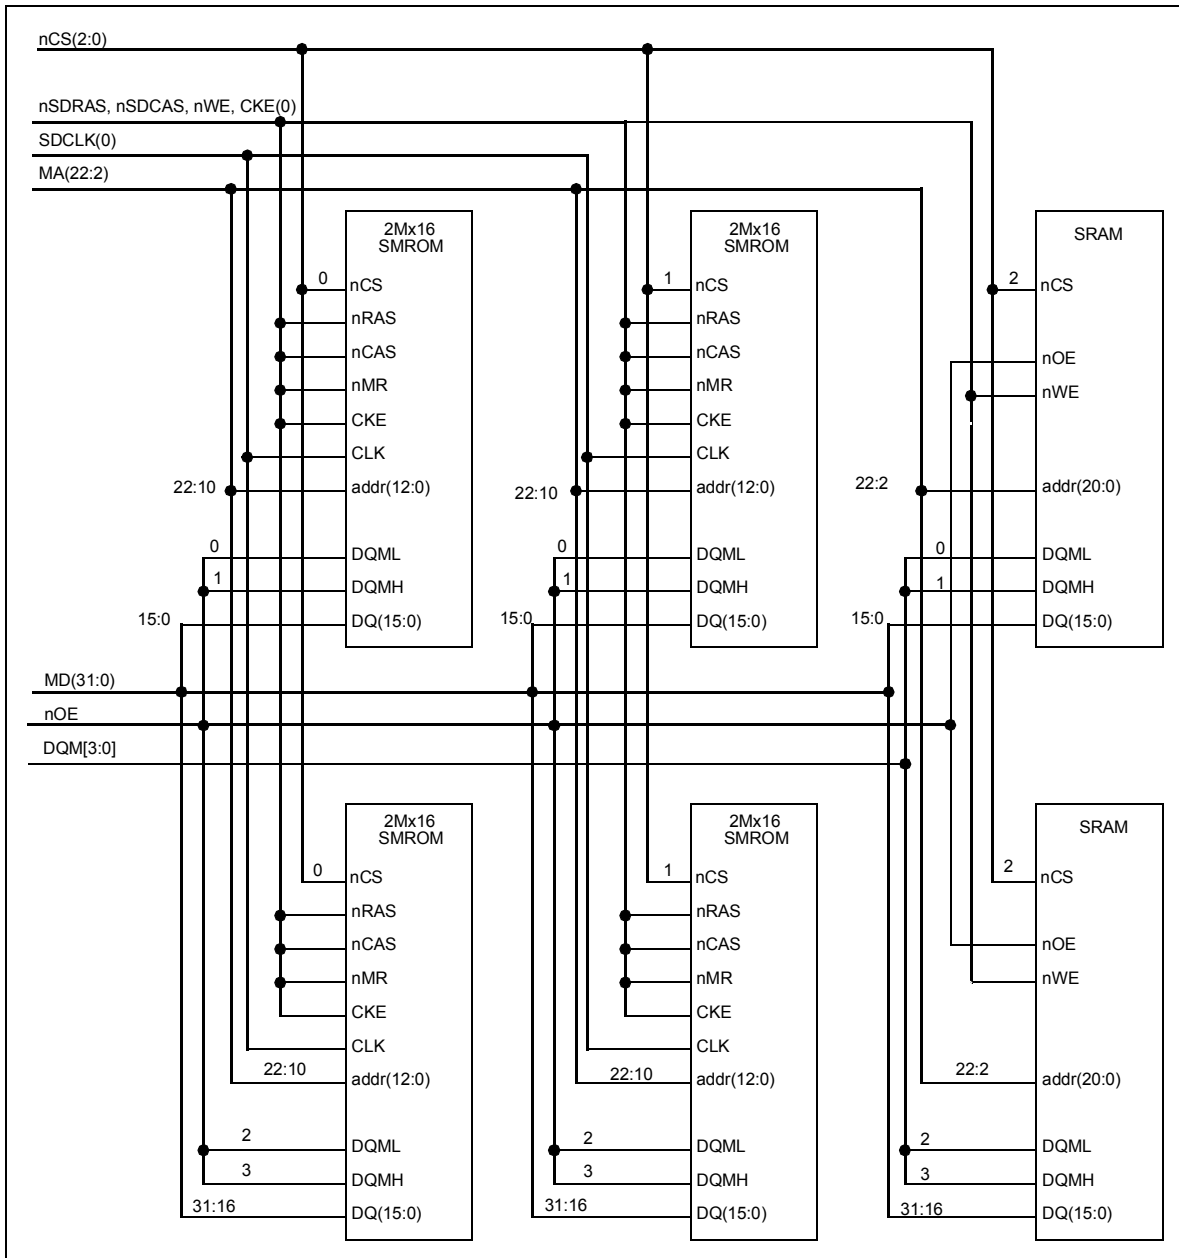 nCS(2:0)
nSDRAS, nSDCAS, nWE, CKE(0)
SDCLK(0)
MA(22:2)
2Mx16
SMROM
0
nCS
nRAS
nCAS
nMR
CKE
CLK
22:10
addr(12:0)
0
DQML
1
DQMH
15:0
DQ(15:0)
2Mx16
SMROM
1
nCS
nRAS
nCAS
nMR
CKE
CLK
22:10
addr(12:0)
0
DQML
1
DQMH
15:0
DQ(15:0)
SRAM
2
nCS
nOE
nWE
22:2
addr(20:0)
0
DQML
1
DQMH
15:0
DQ(15:0)
MD(31:0)
nOE
DQM[3:0]
2Mx16
SMROM
0
nCS
nRAS
nCAS
nMR
CKE
CLK
22:10
addr(12:0)
2
DQML
3
DQMH
31:16
DQ(15:0)
2Mx16
SMROM
1
nCS
nRAS
nCAS
nMR
CKE
CLK
22:10
addr(12:0)
2
DQML
3
DQMH
31:16
DQ(15:0)
SRAM
2
nCS
nOE
nWE
22:2
addr(20:0)
2
DQML
3
DQMH
31:16
DQ(15:0)